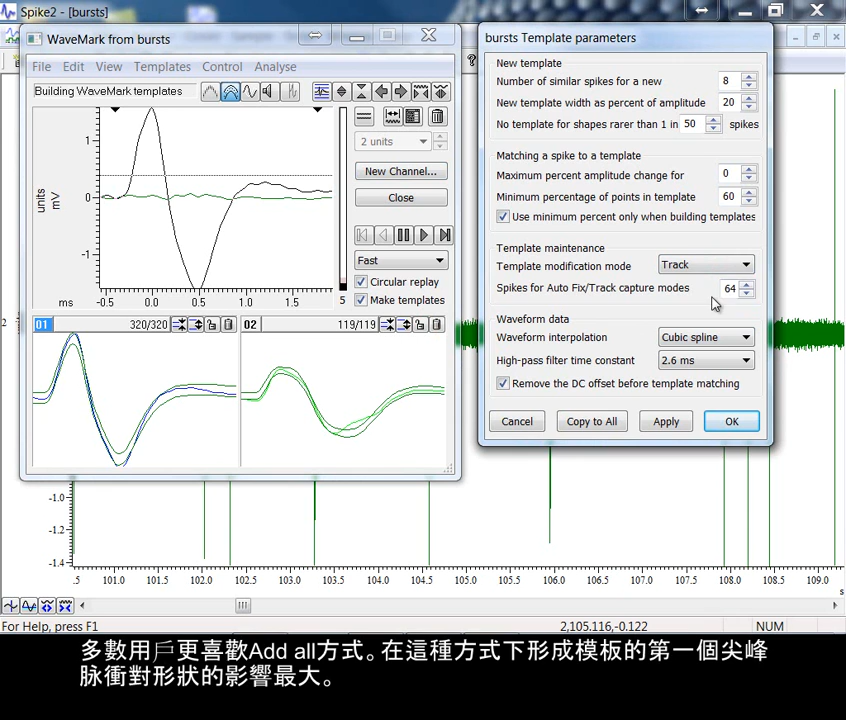 Spike2 - [bursts]
WaveMark from bursts
File Edit View Templates Control Analyse
Building WaveMark templates
2 units
New Channel...
Close
Fast
Circular replay
Make templates
5
units
mV
1
0
-1
ms 0.0 0.5 1.0 1.5
01 320/320
02 119/119
bursts Template parameters
New template
Number of similar spikes for a new 8
New template width as percent of amplitude 20
No template for shapes rarer than 1 in 50 spikes
Matching a spike to a template
Maximum percent amplitude change for 0
Minimum percentage of points in template 60
Use minimum percent only when building templates
Template maintenance
Template modification mode Track
Spikes for Auto Fix/Track capture modes 64
Waveform data
Waveform interpolation Cubic spline
High-pass filter time constant 2.6 ms
Remove the DC offset before template matching
Cancel Copy to All Apply OK
2
-1.0
-1.2
-1.4
.5 101.0 101.5 102.0 102.5 103.0 103.5 104.0 104.5 105.0 105.5 106.0 106.5 107.0 107.5 108.0 108.5 109.0
s
For Help, press F1 2,105.116,-0.122 NUM
多數用戶更喜歡Add all方式。在這種方式下形成模板的第一個尖峰
脉衝對形狀的影響最大。